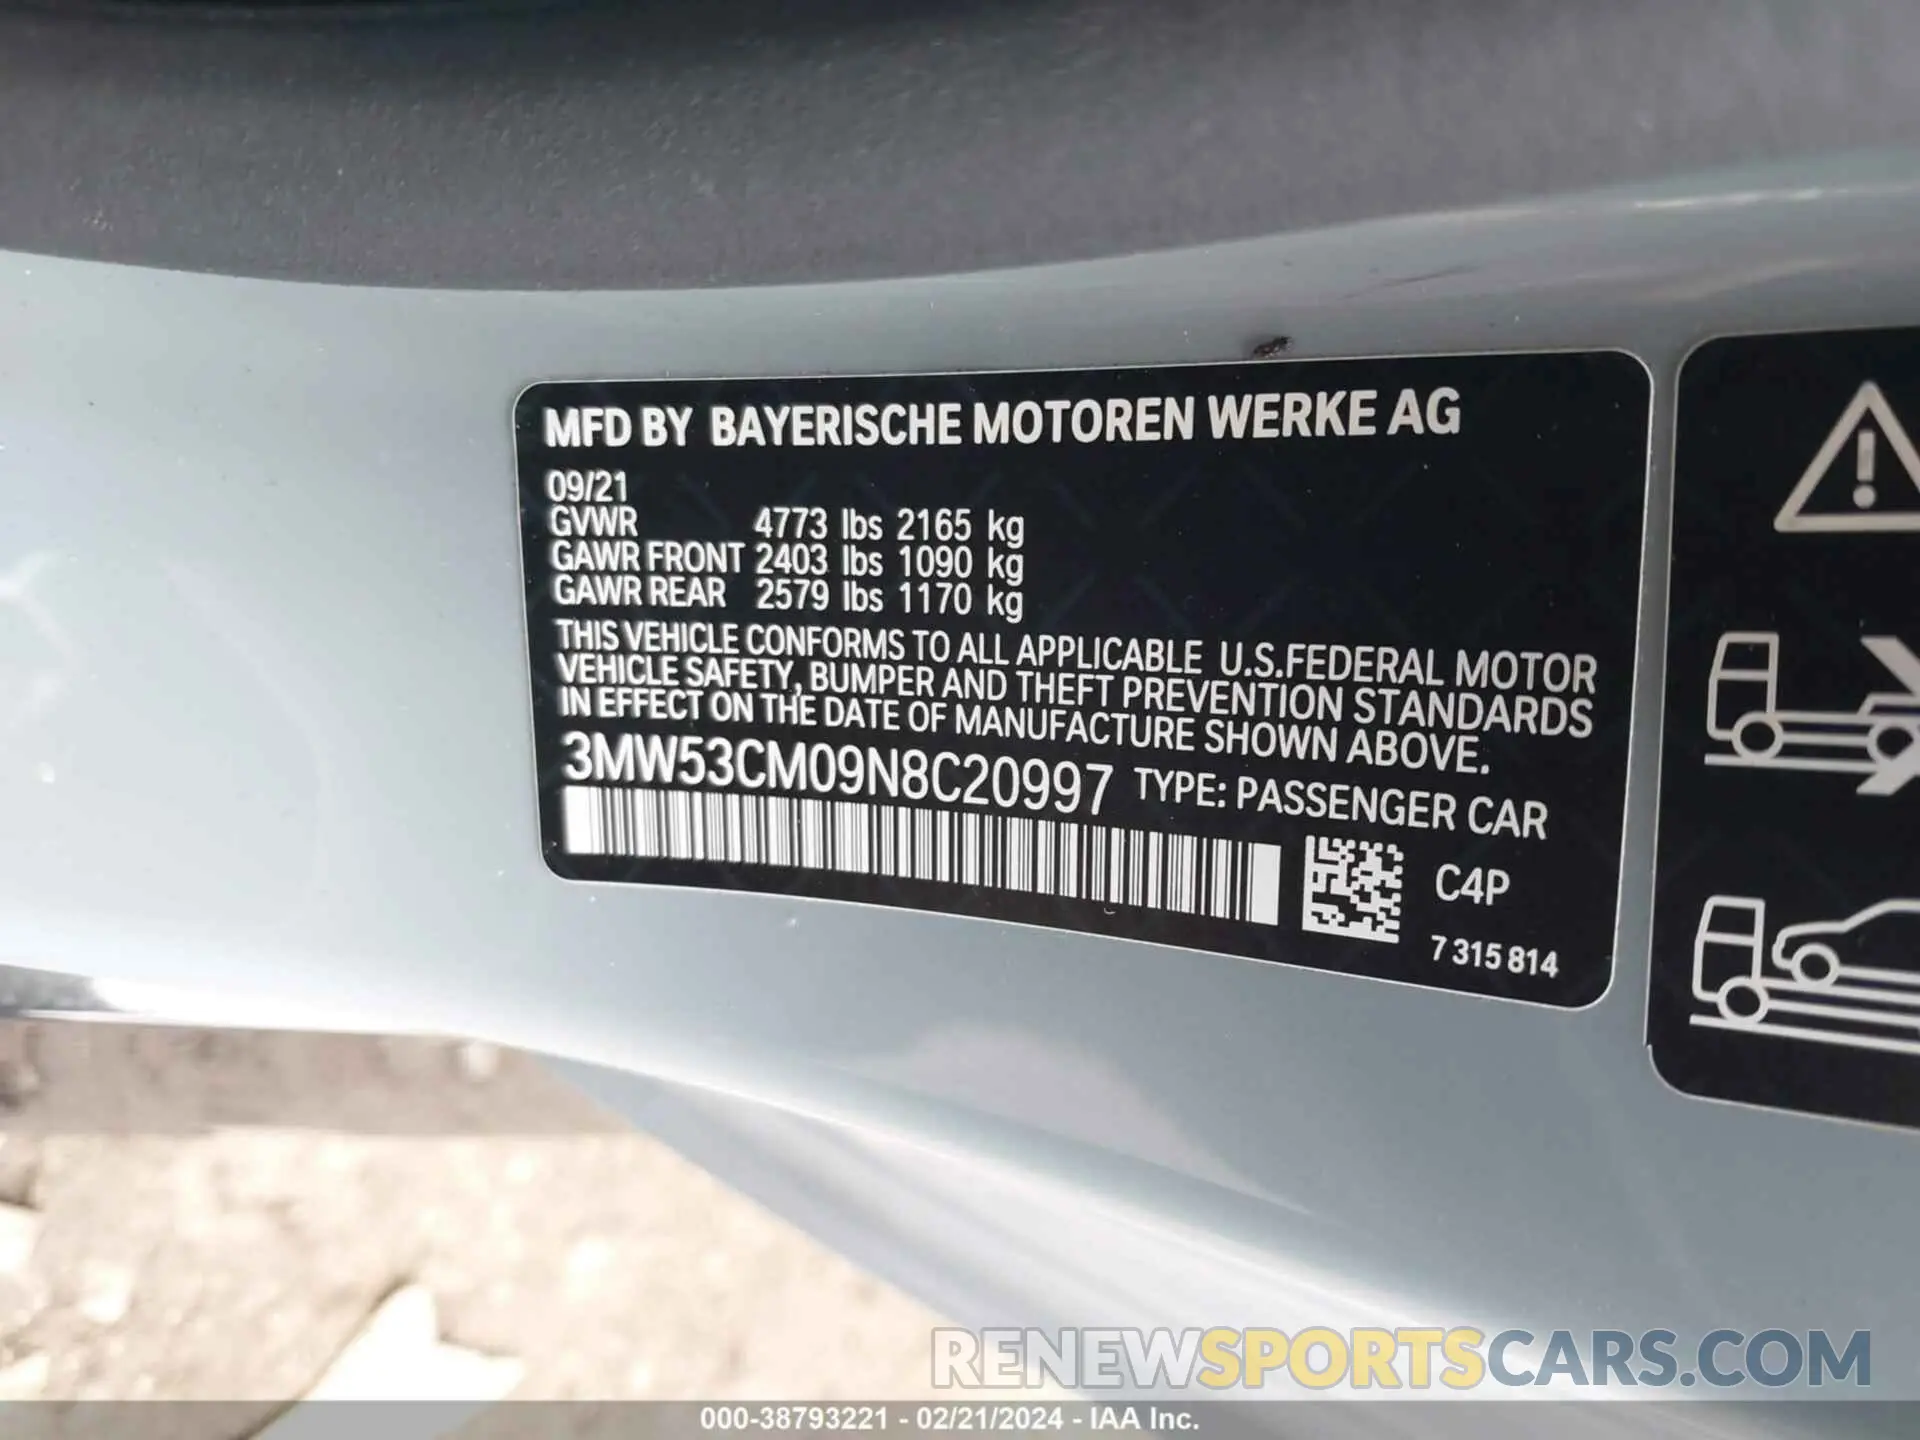 MFD BY BAYERISCHE MOTOREN WERKE AG
09/21
GVWR 4773 lbs 2165 kg
GAWR FRONT 2403 lbs 1090 kg
GAWR REAR 2579 lbs 1170 kg
THIS VEHICLE CONFORMS TO ALL APPLICABLE U.S.FEDERAL MOTOR
VEHICLE SAFETY, BUMPER AND THEFT PREVENTION STANDARDS
IN EFFECT ON THE DATE OF MANUFACTURE SHOWN ABOVE.
3MW53CM09N8C20997 TYPE: PASSENGER CAR
C4P
7 315 814
RENEWSPORTSCARS.COM
000-38793221 - 02/21/2024 - IAA Inc.